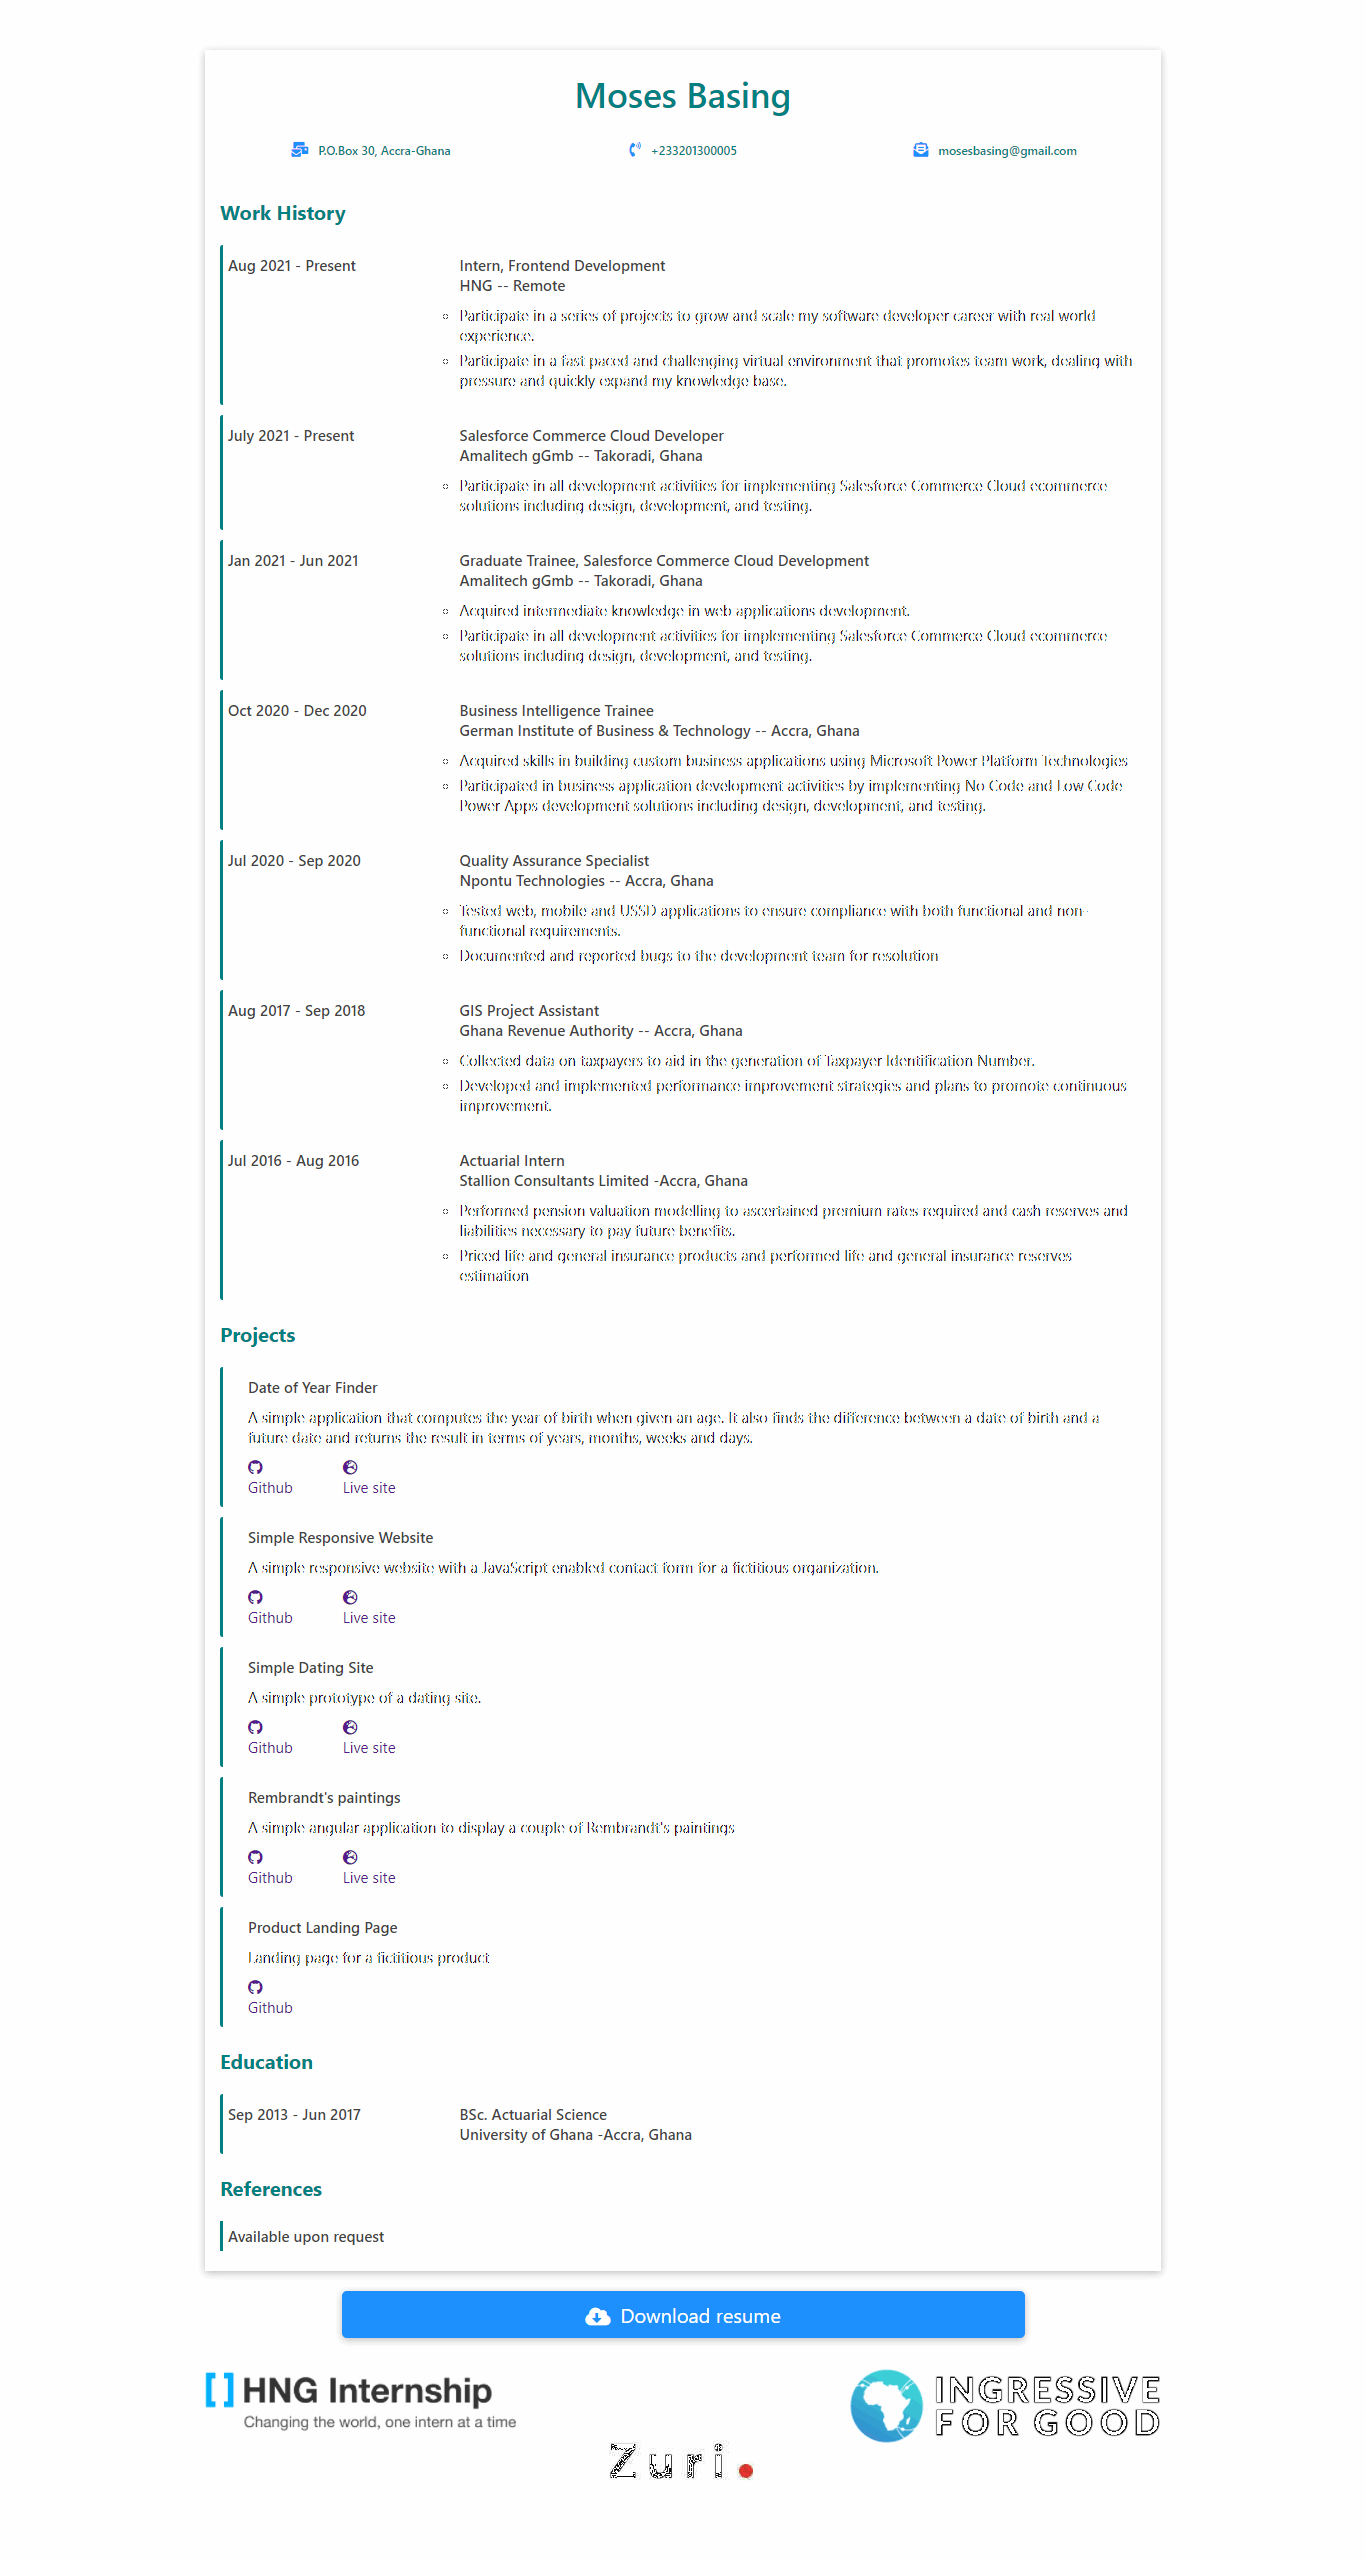 Moses Basing
P.O.Box 30, Accra-Ghana
+233201300005
mosesbasing@gmail.com
Work History
Aug 2021 - Present
Intern, Frontend Development
HNG -- Remote
Participate in a series of projects to grow and scale my software developer career with real world
experience.
Participate in a fast paced and challenging virtual environment that promotes team work, dealing with
pressure and quickly expand my knowledge base.
July 2021 - Present
Salesforce Commerce Cloud Developer
Amalitech gGmb -- Takoradi, Ghana
Participate in all development activities for implementing Salesforce Commerce Cloud ecommerce
solutions including design, development, and testing.
Jan 2021 - Jun 2021
Graduate Trainee, Salesforce Commerce Cloud Development
Amalitech gGmb -- Takoradi, Ghana
Acquired intermediate knowledge in web applications development.
Participate in all development activities for implementing Salesforce Commerce Cloud ecommerce
solutions including design, development, and testing.
Oct 2020 - Dec 2020
Business Intelligence Trainee
German Institute of Business & Technology -- Accra, Ghana
Acquired skills in building custom business applications using Microsoft Power Platform Technologies
Participated in business application development activities by implementing No Code and Low Code
Power Apps development solutions including design, development, and testing.
Jul 2020 - Sep 2020
Quality Assurance Specialist
Npontu Technologies -- Accra, Ghana
Tested web, mobile and USSD applications to ensure compliance with both functional and non-
functional requirements.
Documented and reported bugs to the development team for resolution
Aug 2017 - Sep 2018
GIS Project Assistant
Ghana Revenue Authority -- Accra, Ghana
Collected data on taxpayers to aid in the generation of Taxpayer Identification Number.
Developed and implemented performance improvement strategies and plans to promote continuous
improvement.
Jul 2016 - Aug 2016
Actuarial Intern
Stallion Consultants Limited -Accra, Ghana
Performed pension valuation modelling to ascertained premium rates required and cash reserves and
liabilities necessary to pay future benefits.
Priced life and general insurance products and performed life and general insurance reserves
estimation
Projects
Date of Year Finder
A simple application that computes the year of birth when given an age. It also finds the difference between a date of birth and a
future date and returns the result in terms of years, months, weeks and days.
Github
Live site
Simple Responsive Website
A simple responsive website with a JavaScript enabled contact form for a fictitious organization.
Github
Live site
Simple Dating Site
A simple prototype of a dating site.
Github
Live site
Rembrandt's paintings
A simple angular application to display a couple of Rembrandt's paintings
Github
Live site
Product Landing Page
Landing page for a fictitious product
Github
Education
Sep 2013 - Jun 2017
BSc. Actuarial Science
University of Ghana -Accra, Ghana
References
Available upon request
Download resume
HNG Internship
Changing the world, one intern at a time
INGRESSIVE
FOR GOOD
Zuri.